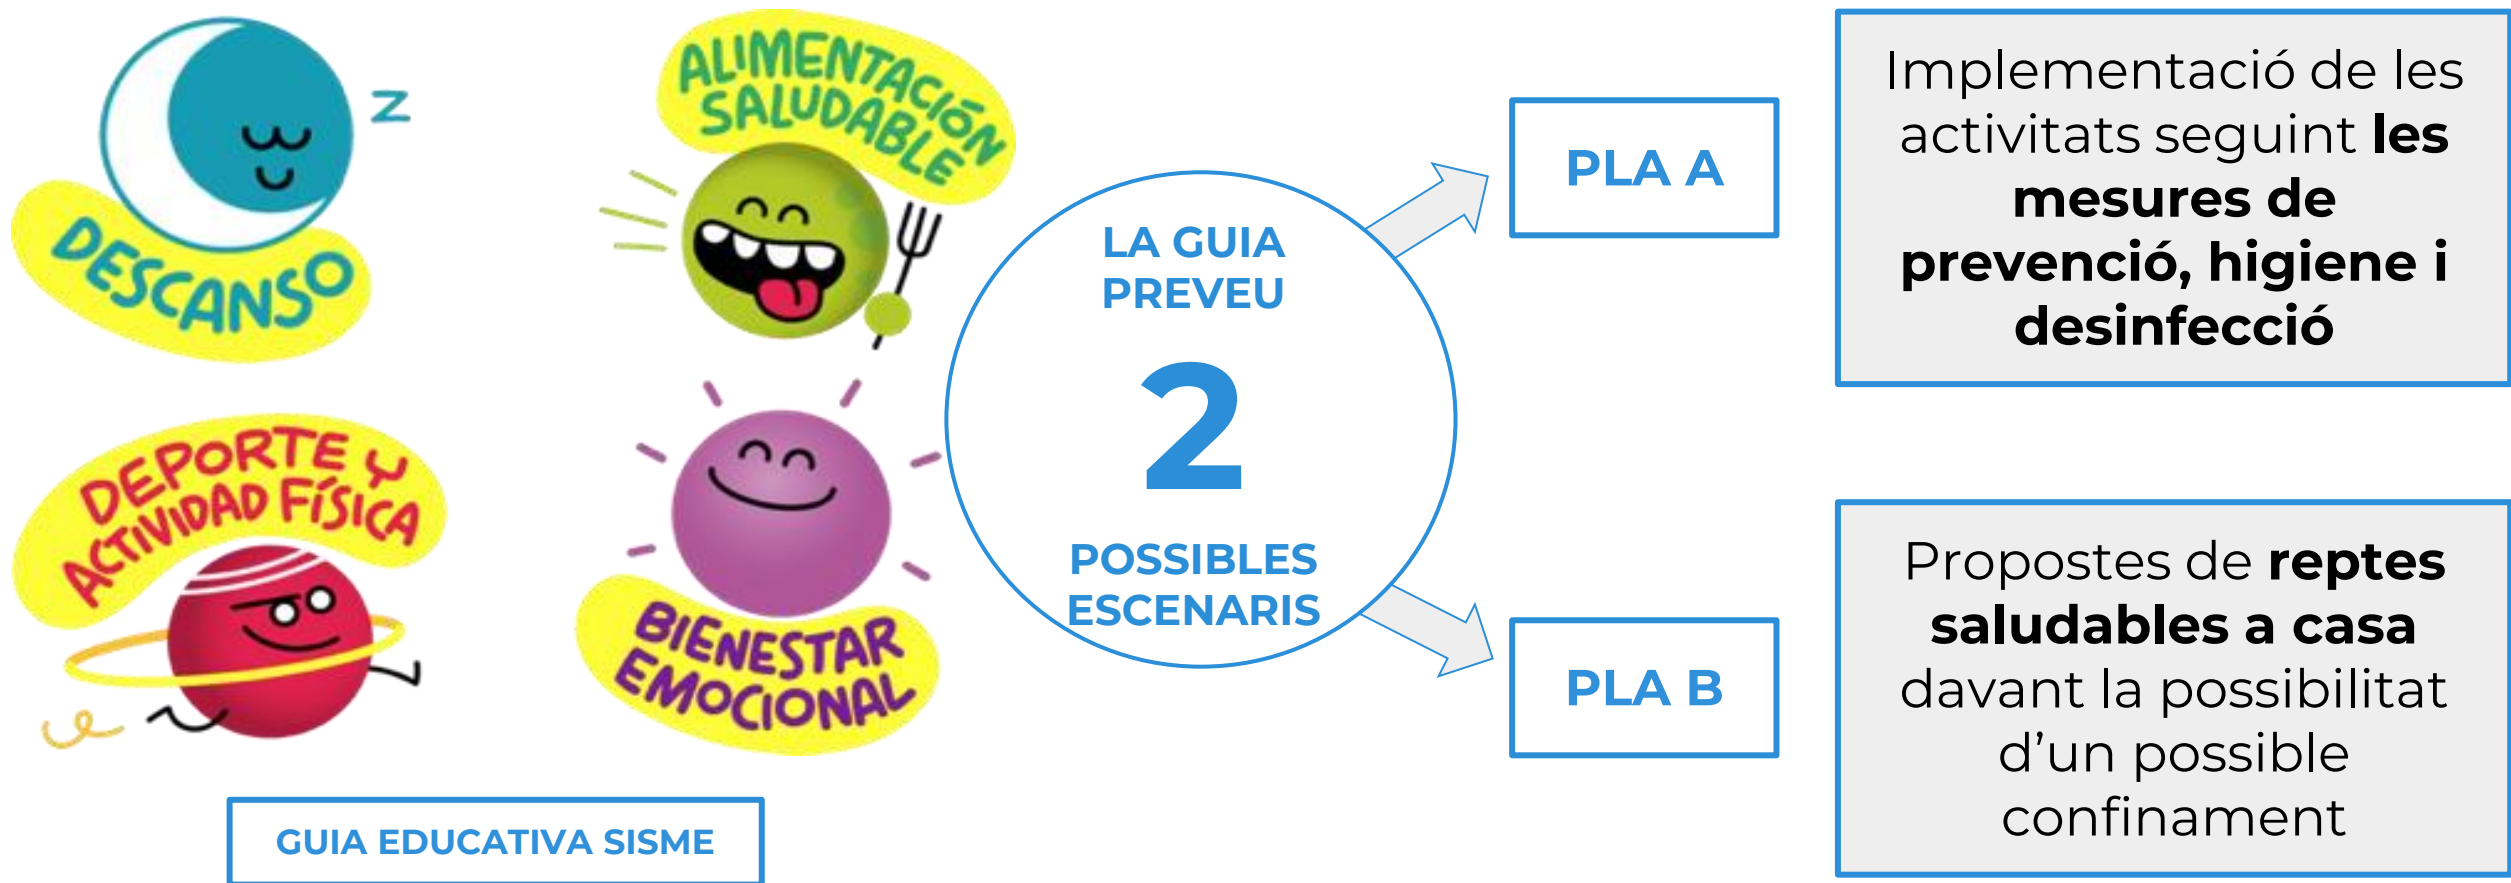 Z
DESCANSO
ALIMENTACIÓN
SALUDABLE
DEPORTE Y
ACTIVIDAD FÍSICA
BIENESTAR
EMOCIONAL
GUIA EDUCATIVA SISME
LA GUIA
PREVEU
2
POSSIBLES
ESCENARIS
PLA A
Implementació de les
activitats seguint les
mesures de
prevenció, higiene i
desinfecció
PLA B
Propostes de reptes
saludables a casa
davant la possibilitat
d’un possible
confinament